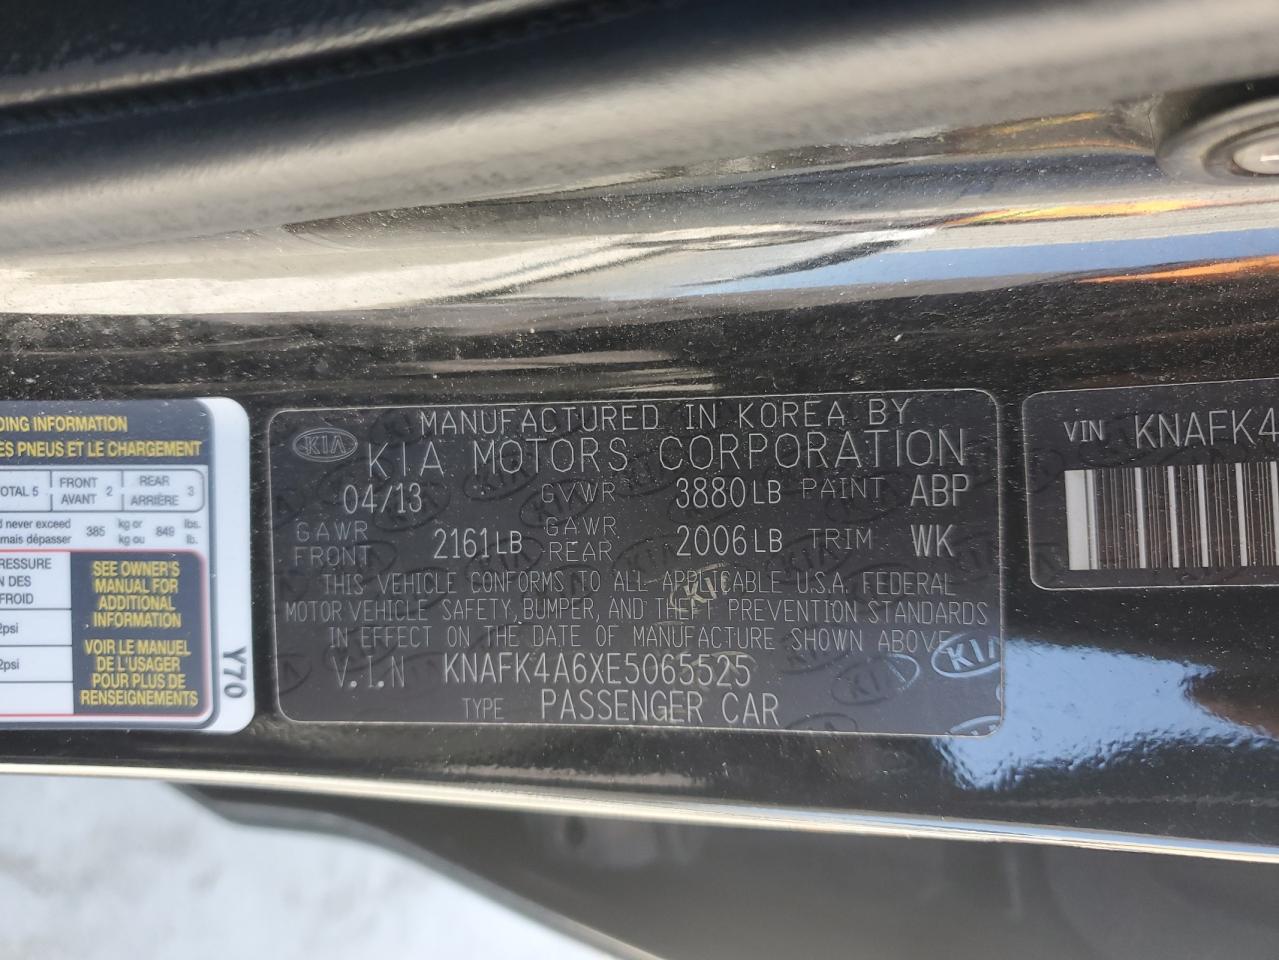 DING INFORMATION
ES PNEUS ET LE CHARGEMENT
OTAL 5 FRONT AVANT 2 REAR ARRIÈRE 3
d never exceed
mais dépasser 385 kg or kg ou 849 lbs. lb.
RESSURE
ON DES
FROID
2psi
2psi
SEE OWNER'S
MANUAL FOR
ADDITIONAL
INFORMATION
VOIR LE MANUEL
DE L'USAGER
POUR PLUS DE
RENSEIGNEMENTS
Y70
MANUFACTURED IN KOREA BY
KIA KIA MOTORS CORPORATION
04/13 GVWR 3880LB PAINT ABP
GAWR FRONT 2161LB GAWR REAR 2006LB TRIM WK
THIS VEHICLE CONFORMS TO ALL APPLICABLE U.S.A. FEDERAL
MOTOR VEHICLE SAFETY, BUMPER, AND THEFT PREVENTION STANDARDS
IN EFFECT ON THE DATE OF MANUFACTURE SHOWN ABOVE
V.I.N KNAFK4A6XE5065525
TYPE PASSENGER CAR
VIN KNAFK4